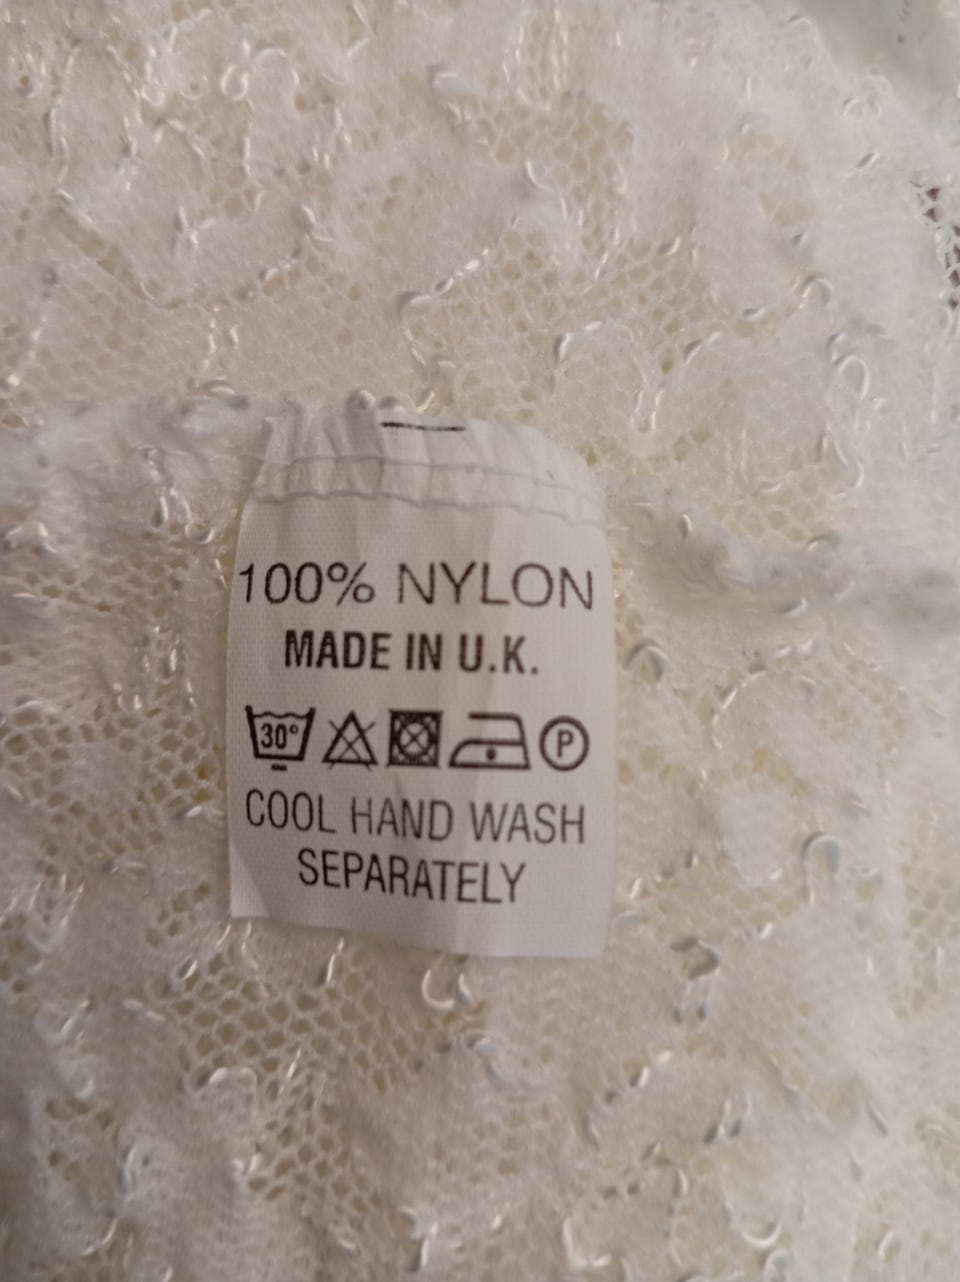 100% NYLON
MADE IN U.K.
30° P
COOL HAND WASH
SEPARATELY